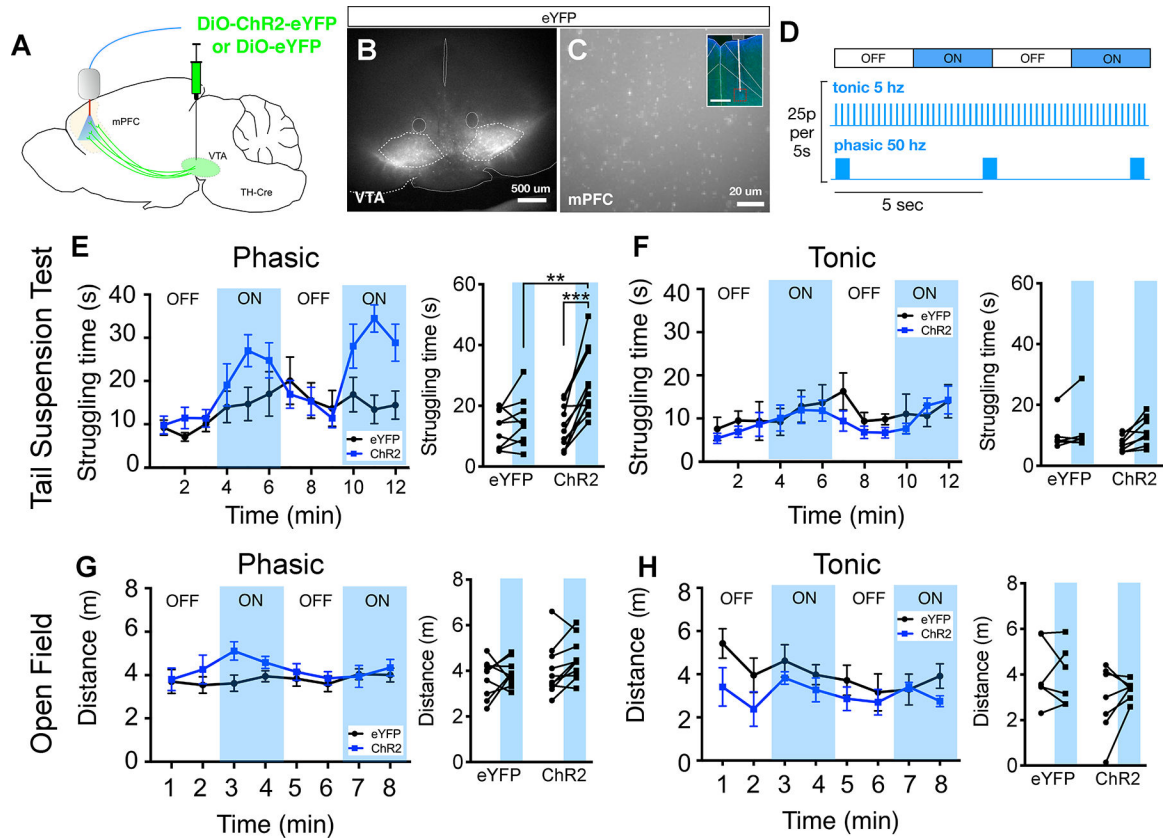 A
DiO-ChR2-eYFP
or DiO-eYFP
mPFC
VTA
TH-Cre
eYFP
B
VTA
500 um
C
mPFC
20 um
D
OFF ON OFF ON
tonic 5 hz
25p
per
5s
phasic 50 hz
5 sec
Tail Suspension Test
E
Phasic
Struggling time (s)
40
30
20
10
0
OFF ON OFF ON
eYFP
ChR2
2 4 6 8 10 12
Time (min)
Struggling time (s)
60
40
20
0
**
***
eYFP ChR2
F
Tonic
Struggling time (s)
40
30
20
10
0
OFF ON OFF ON
eYFP
ChR2
2 4 6 8 10 12
Time (min)
Struggling time (s)
60
40
20
0
eYFP ChR2
Open Field
G
Phasic
Distance (m)
8
6
4
2
0
OFF ON OFF ON
eYFP
ChR2
1 2 3 4 5 6 7 8
Time (min)
Distance (m)
8
6
4
2
0
eYFP ChR2
H
Tonic
Distance (m)
8
6
4
2
0
OFF ON OFF ON
eYFP
ChR2
1 2 3 4 5 6 7 8
Time (min)
Distance (m)
8
6
4
2
0
eYFP ChR2